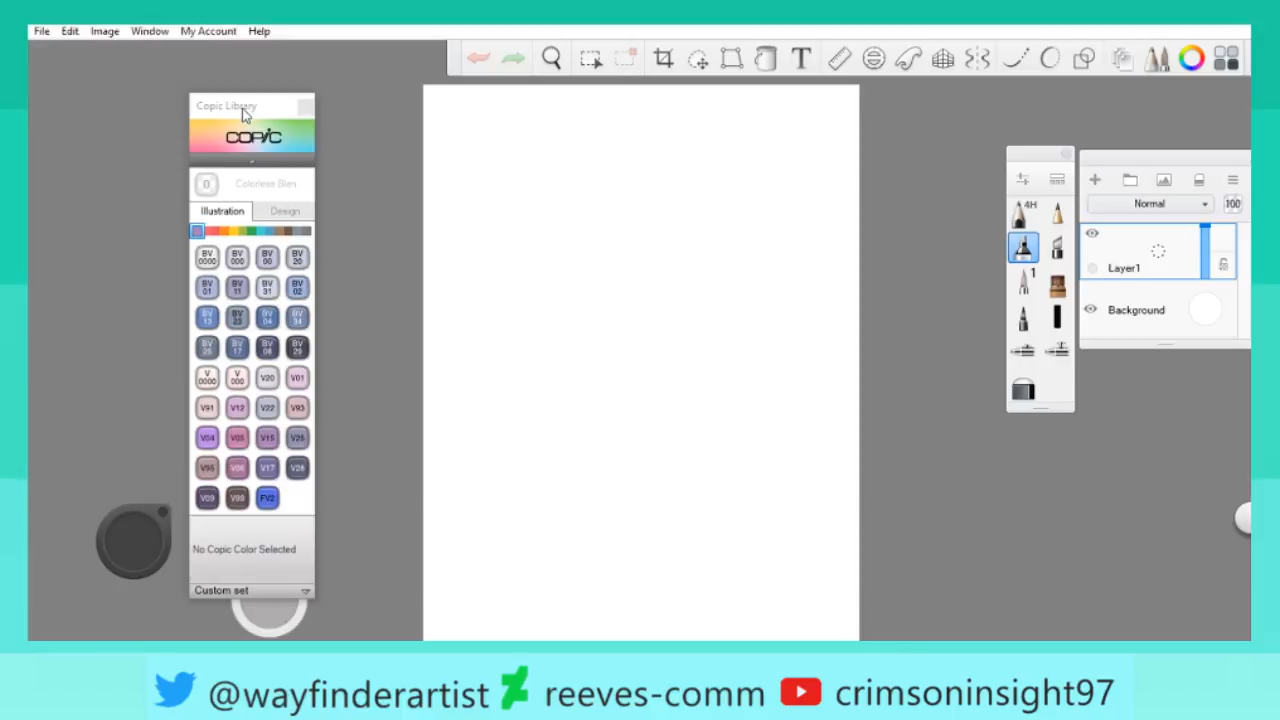 File Edit Image Window My Account Help
T
Copic Library
COPIC
0 Colorless Blen
Illustration Design
BV 0000 BV 000 BV 00 BV 20
BV 01 BV 11 BV 31 BV 02
BV 13 BV 23 BV 04 BV 34
BV 25 BV 17 BV 08 BV 29
V 0000 V 000 V20 V01
V91 V12 V22 V93
V04 V05 V15 V25
V95 V06 V17 V28
V09 V99 FV2
No Copic Color Selected
Custom set
4H
1
Normal 100
Layer1
Background
@wayfinderartist reeves-comm crimsoninsight97